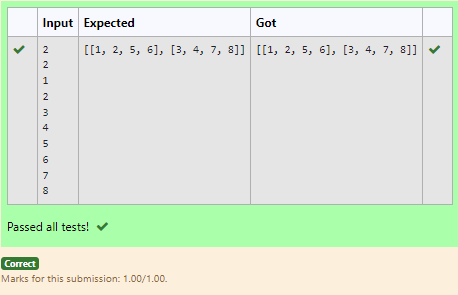 Input Expected Got
2 [[1, 2, 5, 6], [3, 4, 7, 8]] [[1, 2, 5, 6], [3, 4, 7, 8]]
2
1
2
3
4
5
6
7
8
Passed all tests!
Correct
Marks for this submission: 1.00/1.00.